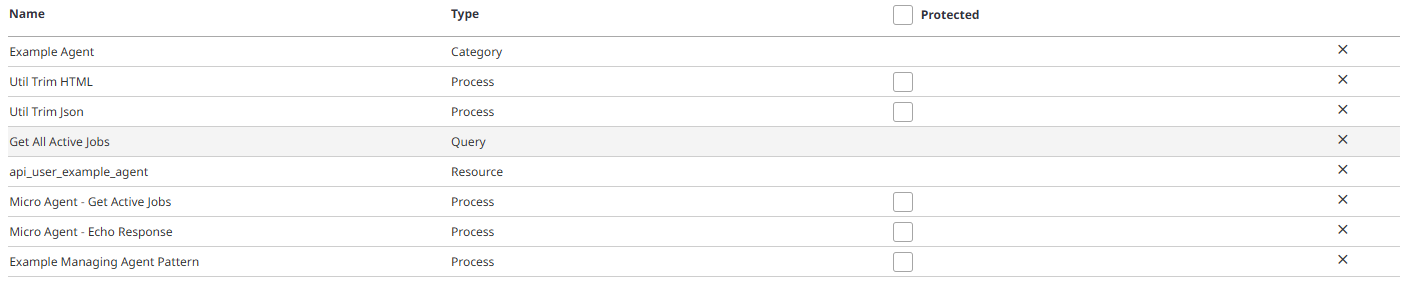 Name Type Protected
Example Agent Category
Util Trim HTML Process
Util Trim Json Process
Get All Active Jobs Query
api_user_example_agent Resource
Micro Agent - Get Active Jobs Process
Micro Agent - Echo Response Process
Example Managing Agent Pattern Process